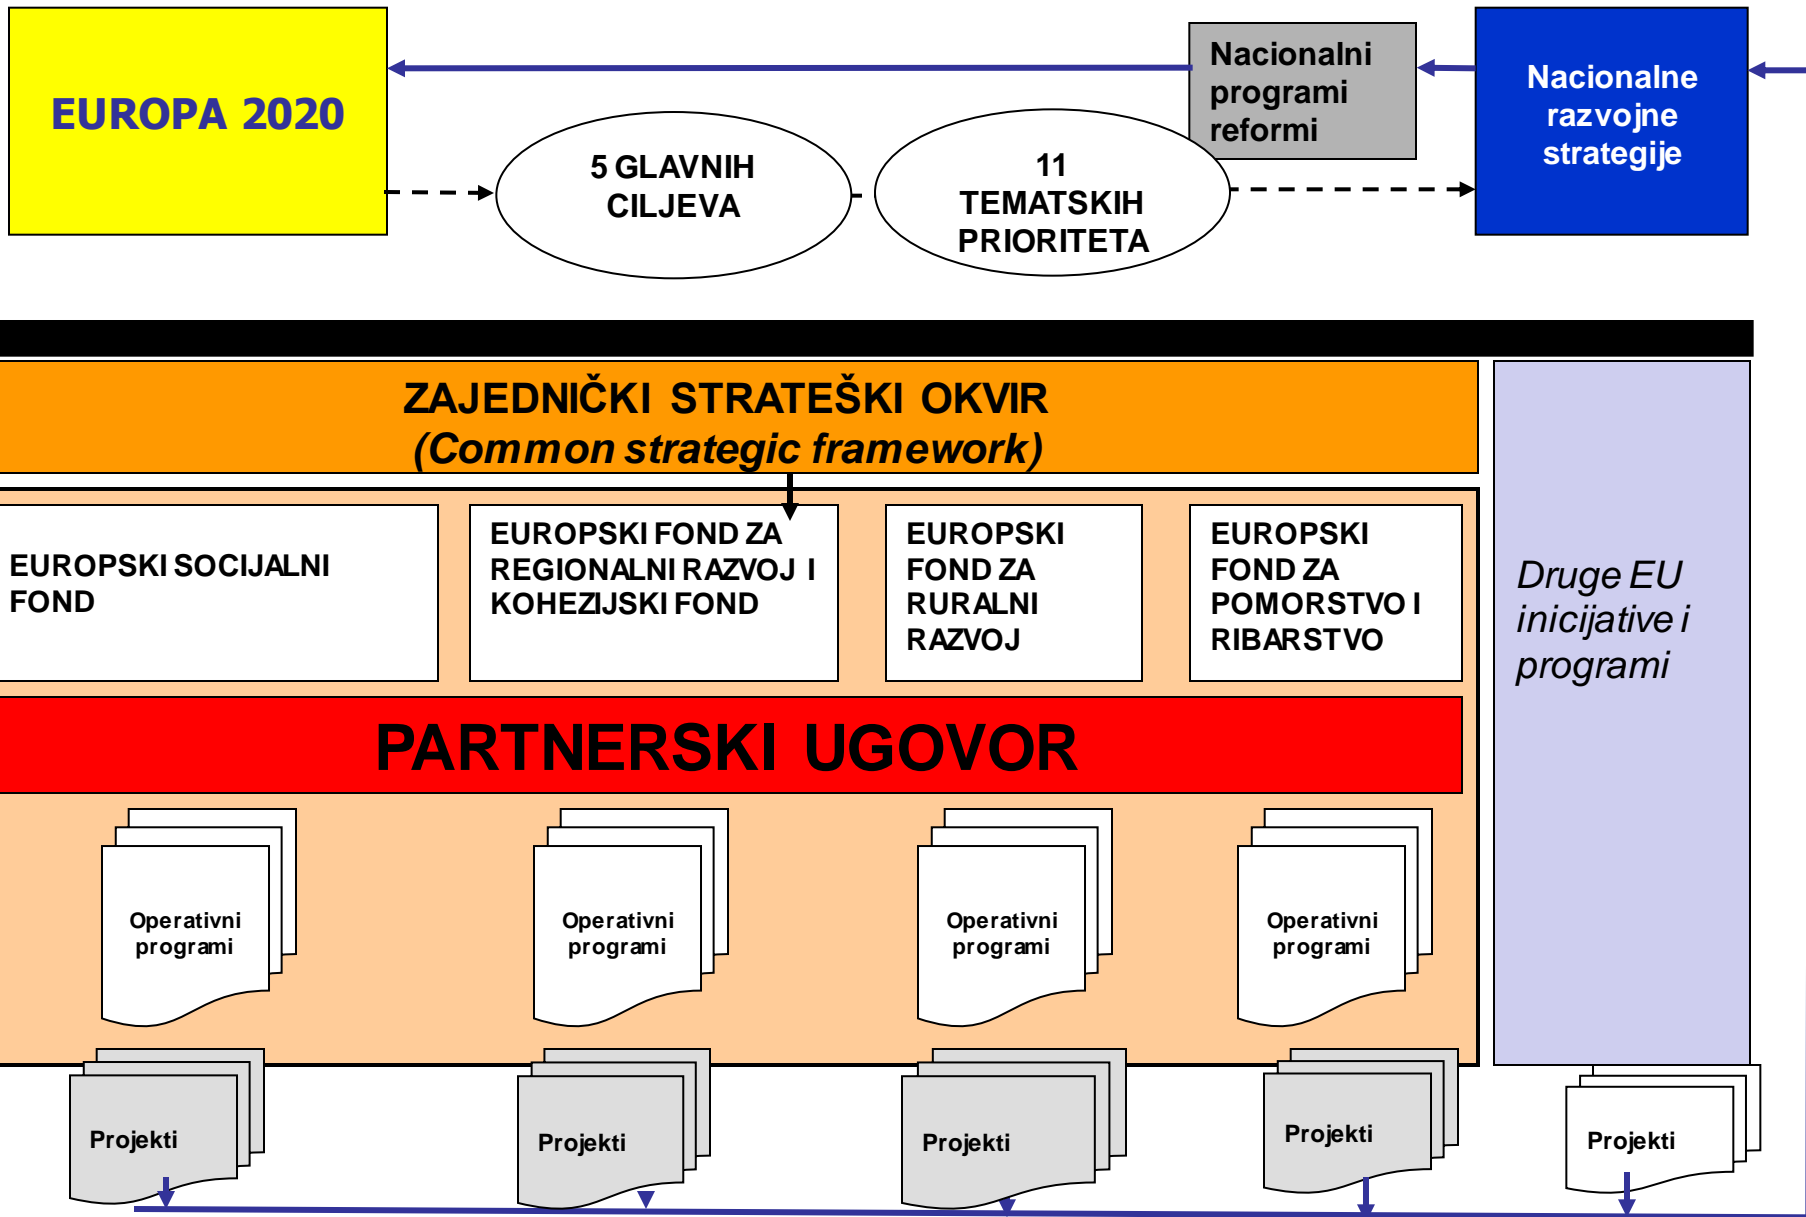 EUROPA 2020
5 GLAVNIH
CILJEVA
11
TEMATSKIH
PRIORITETA
Nacionalni
programi
reformi
Nacionalne
razvojne
strategije
ZAJEDNIČKI STRATEŠKI OKVIR
(Common strategic framework)
EUROPSKI SOCIJALNI
FOND
EUROPSKI FOND ZA
REGIONALNI RAZVOJ I
KOHEZIJSKI FOND
EUROPSKI
FOND ZA
RURALNI
RAZVOJ
EUROPSKI
FOND ZA
POMORSTVO I
RIBARSTVO
Druge EU
inicijative i
programi
PARTNERSKI UGOVOR
Operativni
programi
Operativni
programi
Operativni
programi
Operativni
programi
Projekti
Projekti
Projekti
Projekti
Projekti